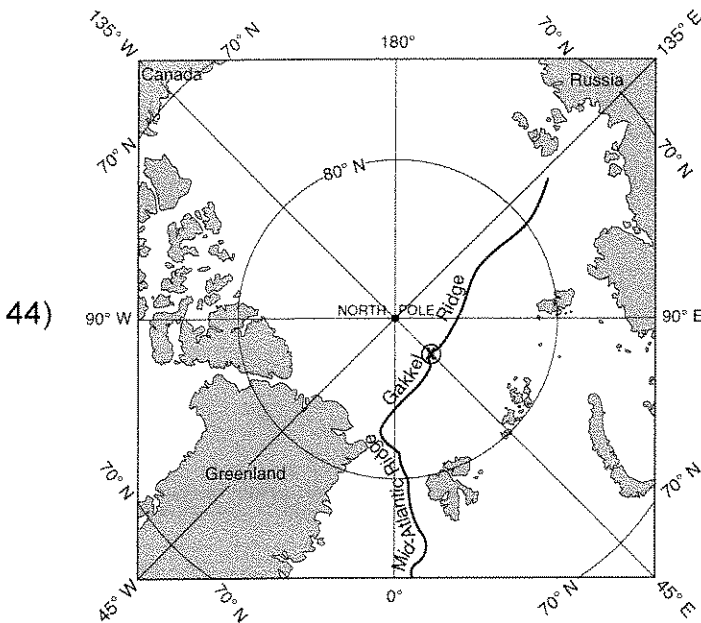 44)
135° W
70° N
180°
70° N
135° E
Canada
Russia
70° N
70° N
80° N
90° W
NORTH POLE
Ridge
90° E
X
Gakkel
Mid-Atlantic Ridge
Greenland
70° N
70° N
45° W
70° N
0°
70° N
45° E